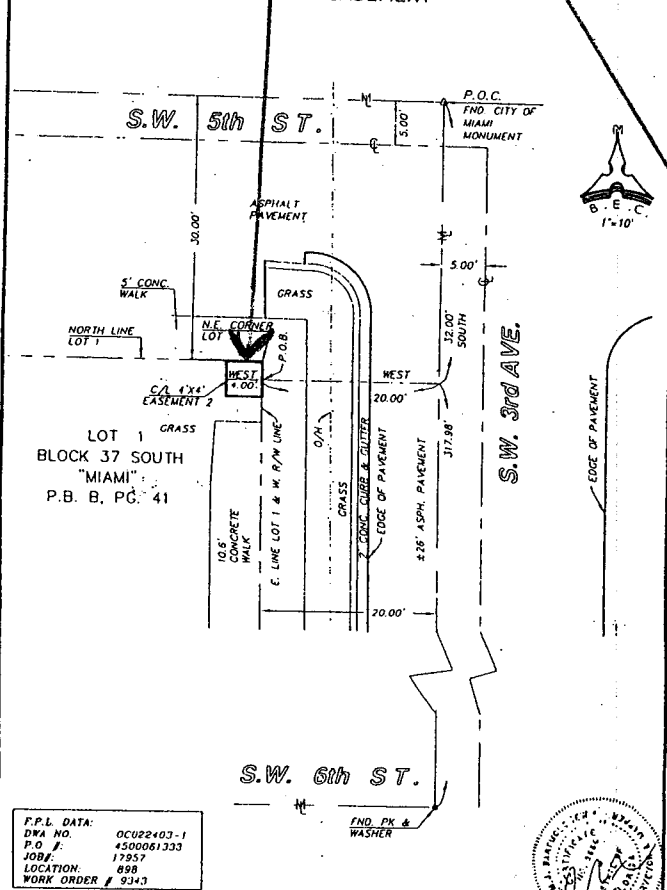 S.W. 5th ST.
P.O.C.
FND. CITY OF
MIAMI
MONUMENT
5.00'
30.00'
ASPHALT
PAVEMENT
B.E.C.
1"=10'
5' CONC.
WALK
GRASS
5.00'
NORTH LINE
LOT 1
N.E. CORNER
LOT
P.O.B.
32.00'
SOUTH
WEST
4.00'
WEST
20.00'
C/L 4'X4'
EASEMENT 2
S.W. 3rd AVE.
EDGE OF PAVEMENT
LOT 1
GRASS
BLOCK 37 SOUTH
"MIAMI"
P.B. B, PG. 41
10.6'
CONCRETE
WALK
E. LINE LOT 1 & W. R/W LINE
O/H
GRASS
2' CONC. CURB & GUTTER
EDGE OF PAVEMENT
±26' ASPH. PAVEMENT
317.98'
20.00'
S.W. 6th ST.
FND. PK &
WASHER
F.P.L. DATA:
DWA NO. OCU22403-1
P.O #: 4500061333
JOB#: 17957
LOCATION: 898
WORK ORDER # 9343